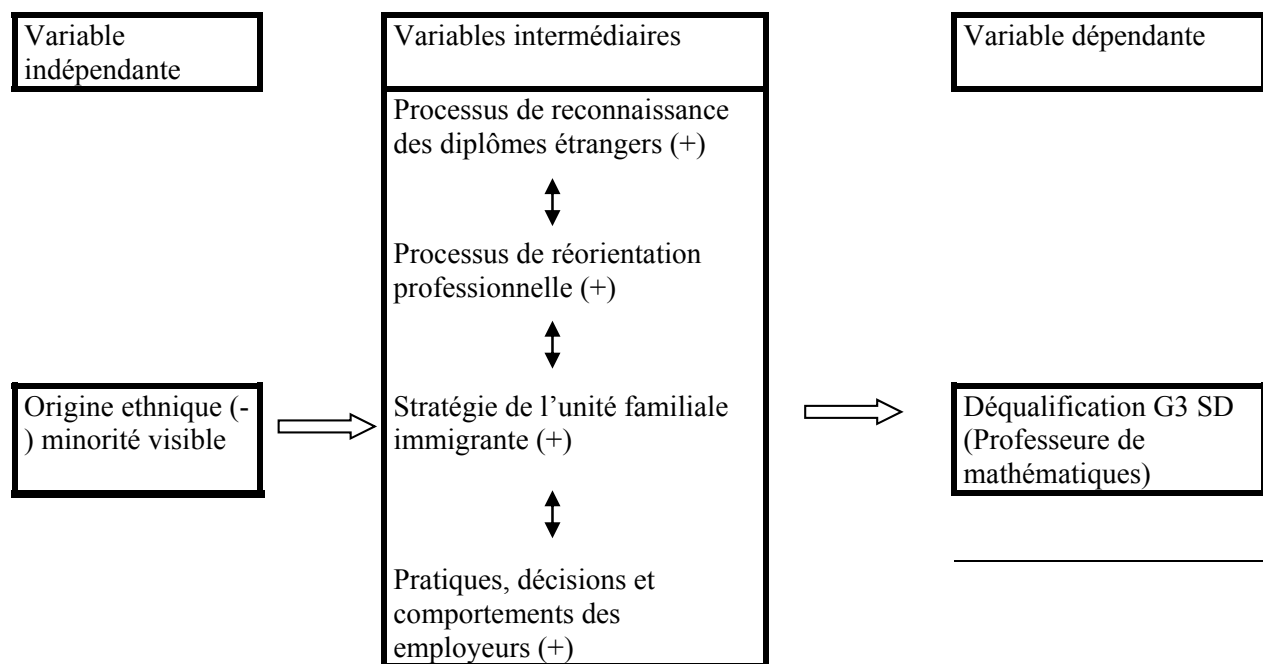 Variable
indépendante
Variables intermédiaires
Variable dépendante
Processus de reconnaissance
des diplômes étrangers (+)
Processus de réorientation
professionnelle (+)
Origine ethnique (-
) minorité visible
Stratégie de l’unité familiale
immigrante (+)
Déqualification G3 SD
(Professeure de
mathématiques)
Pratiques, décisions et
comportements des
employeurs (+)